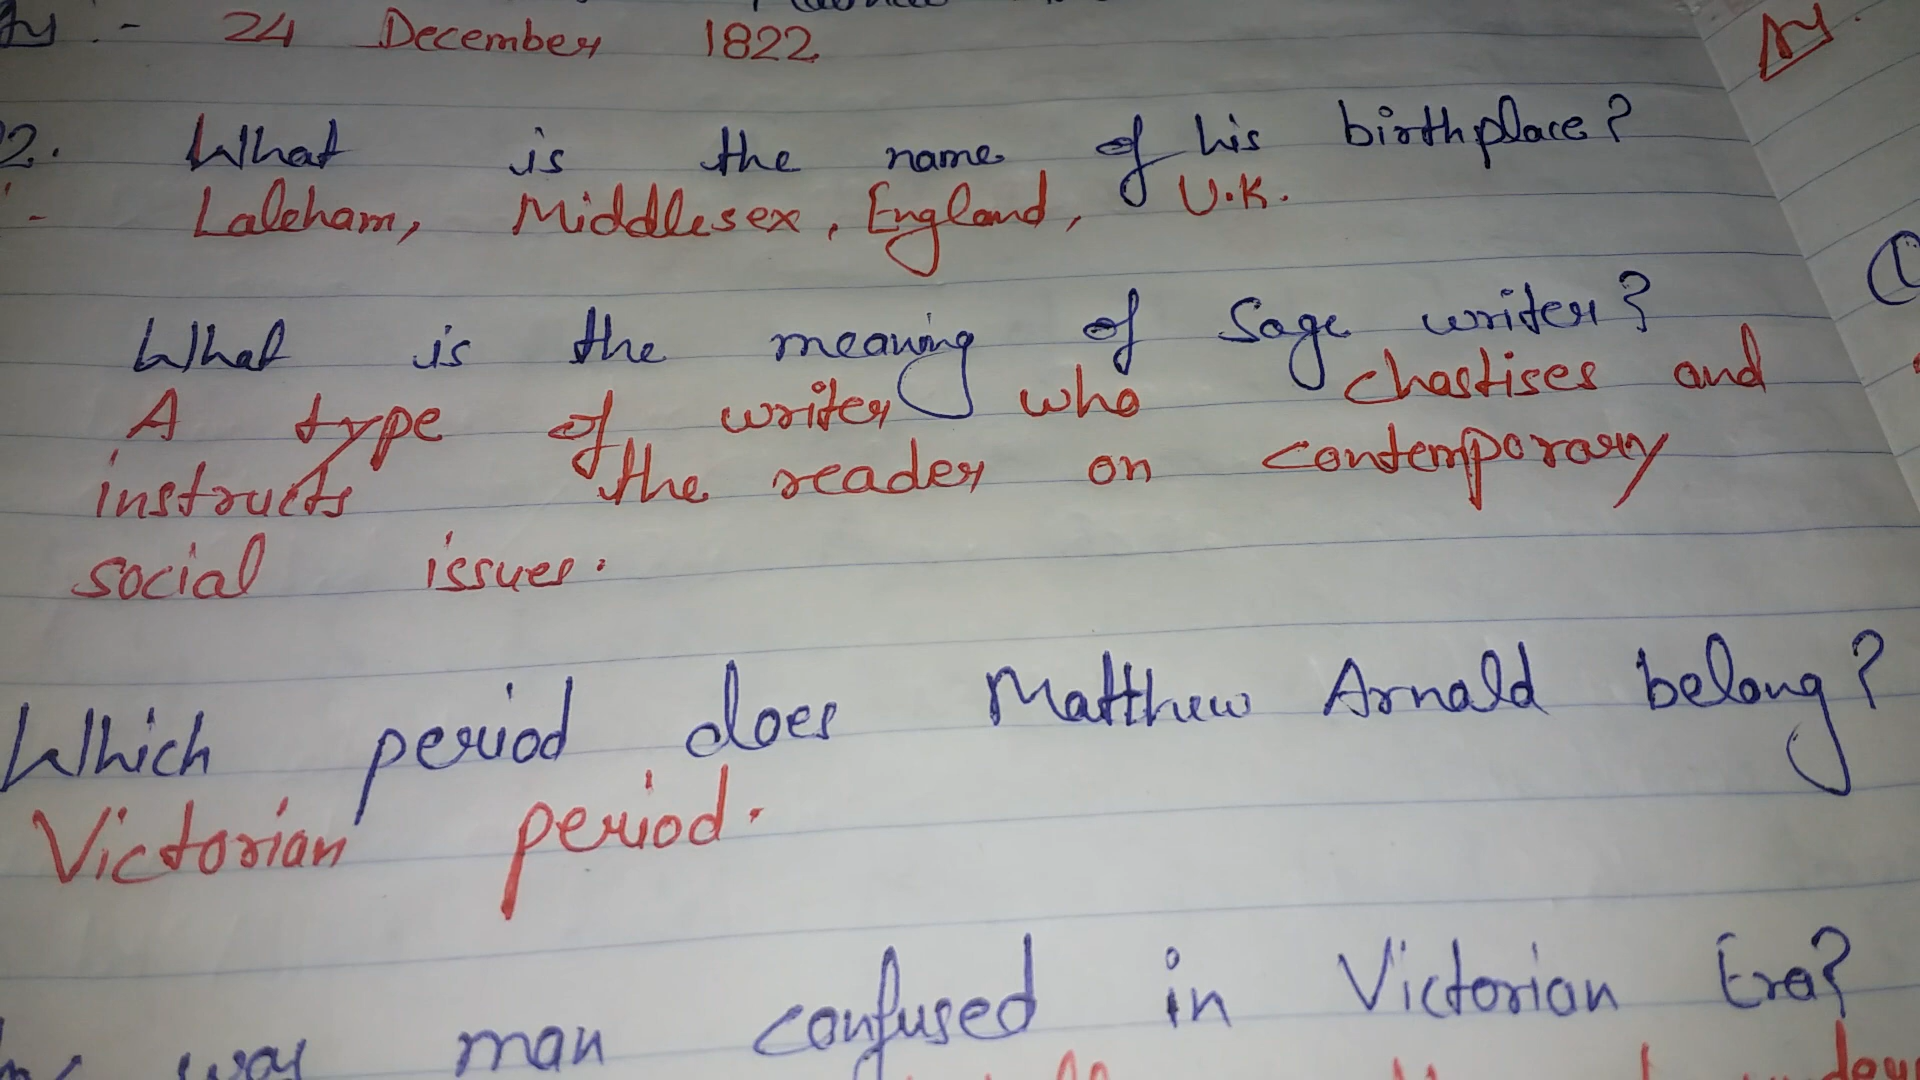 :- 24 December 1822
2. What is the name of his birthplace?
:- Laleham, Middlesex, England, U.K.
What is the meaning of Sage writer?
A type of writer who chastises and
instructs the reader on contemporary
social issues.
Which period does Matthew Arnold belong?
Victorian period.
was man confused in Victorian Era?